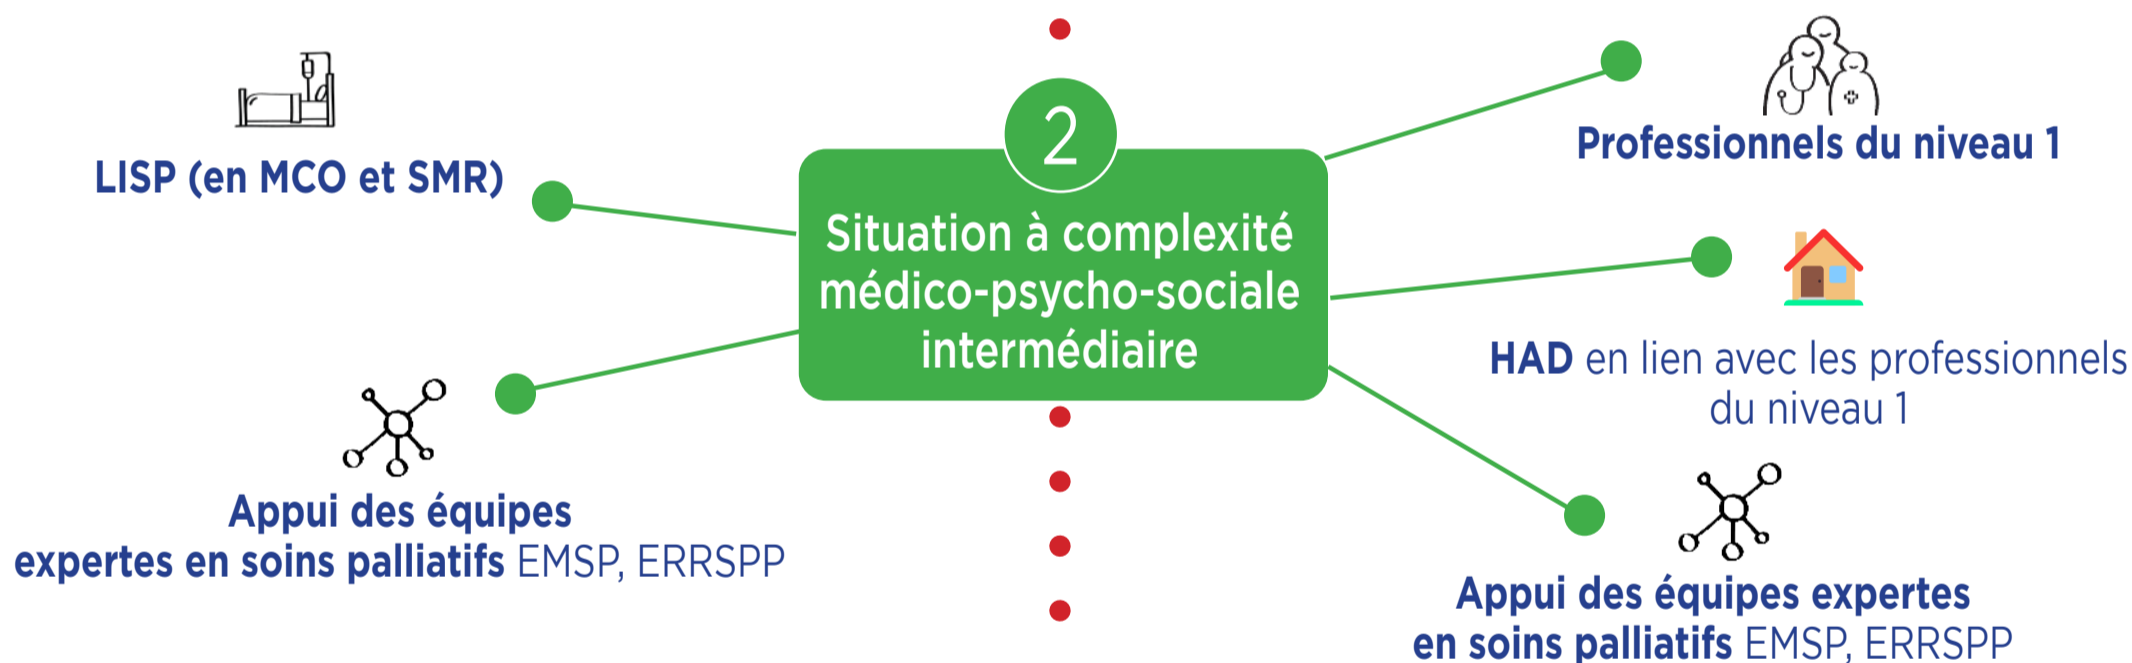 LISP (en MCO et SMR)
Appui des équipes
expertes en soins palliatifs EMSP, ERRSPP
2
Situation à complexité
médico-psycho-sociale
intermédiaire
Professionnels du niveau 1
HAD en lien avec les professionnels
du niveau 1
Appui des équipes expertes
en soins palliatifs EMSP, ERRSPP